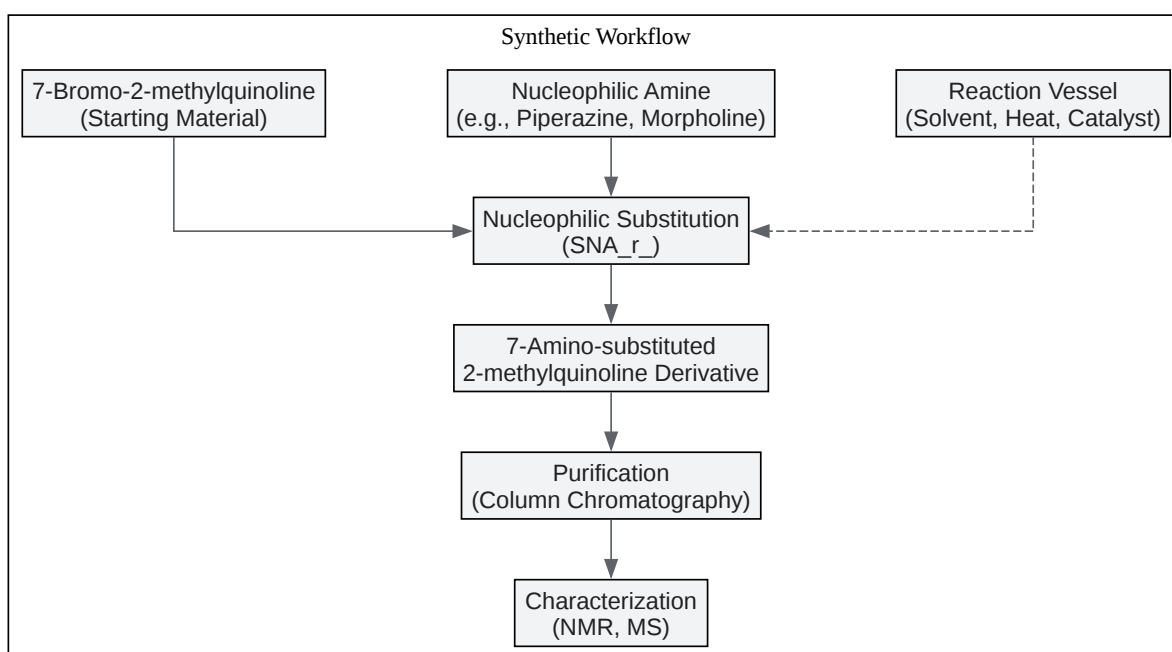 Synthetic Workflow
7-Bromo-2-methylquinoline
(Starting Material)
Nucleophilic Amine
(e.g., Piperazine, Morpholine)
Reaction Vessel
(Solvent, Heat, Catalyst)
Nucleophilic Substitution
(SNA_r_)
7-Amino-substituted
2-methylquinoline Derivative
Purification
(Column Chromatography)
Characterization
(NMR, MS)